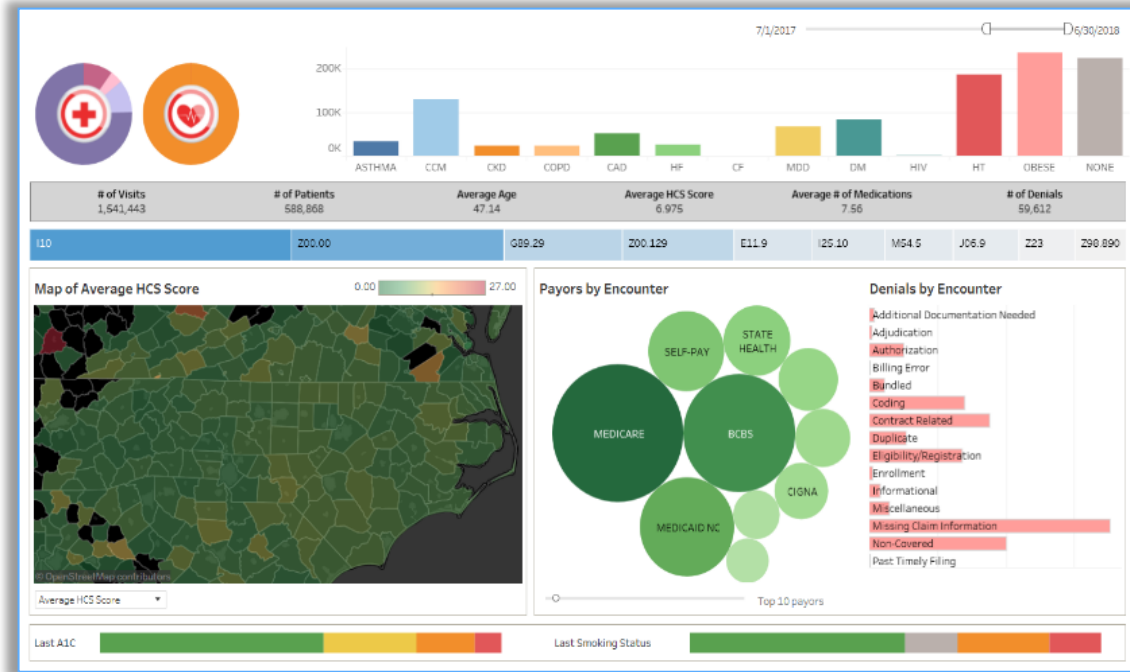 7/1/2017
6/30/2018
200K
100K
0K
ASTHMA CCM CKD COPD CAD HF CF MDD DM HIV HT OBESE NONE
# of Visits # of Patients Average Age Average HCS Score Average # of Medications # of Denials
1,541,443 588,868 47.14 6.975 7.56 59,612
I10 Z00.00 G89.29 Z00.129 E11.9 I25.10 M54.5 J06.9 Z23 Z98.890
Map of Average HCS Score
0.00 27.00
© OpenStreetMap contributors
Average HCS Score
Payors by Encounter
SELF-PAY
STATE
HEALTH
MEDICARE
BCBS
CIGNA
MEDICAID NC
Top 10 payors
Denials by Encounter
Additional Documentation Needed
Adjudication
Authorization
Billing Error
Bundled
Coding
Contract Related
Duplicate
Eligibility/Registration
Enrollment
Informational
Miscellaneous
Missing Claim Information
Non-Covered
Past Timely Filing
Last A1C
Last Smoking Status